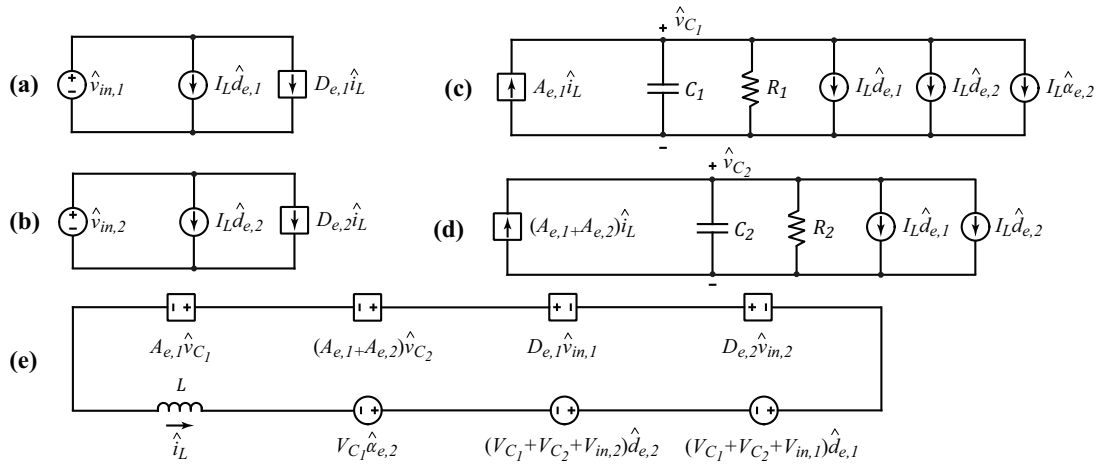 (a) v̂in,1 ILd̂e,1 De,1îL
(b) v̂in,2 ILd̂e,2 De,2îL
(c) Ae,1îL + v̂C1 − C1 R1 ILd̂e,1 ILd̂e,2 ILα̂e,2
(d) (Ae,1+Ae,2)îL + v̂C2 − C2 R2 ILd̂e,1 ILd̂e,2
(e) Ae,1v̂C1 (Ae,1+Ae,2)v̂C2 De,1v̂in,1 De,2v̂in,2
L
îL VC1α̂e,2 (VC1+VC2+Vin,2)d̂e,2 (VC1+VC2+Vin,1)d̂e,1